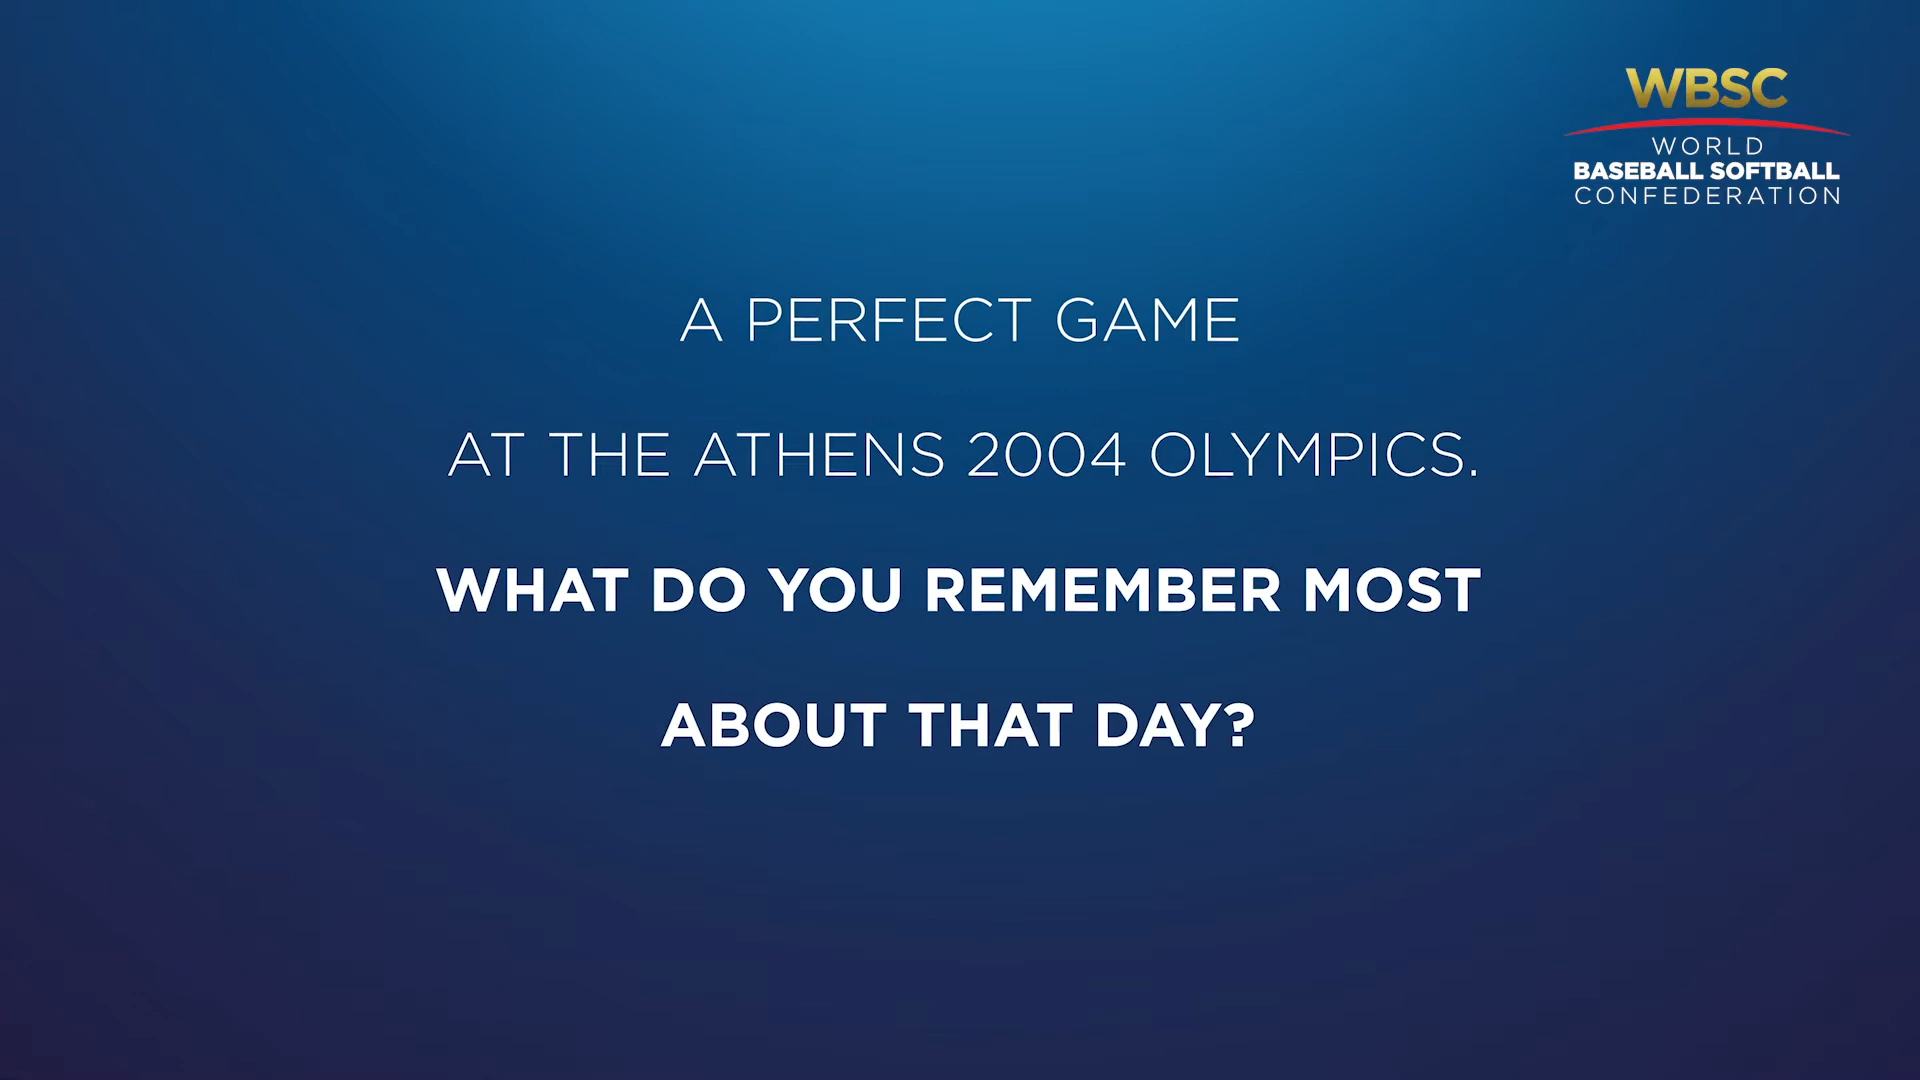 WBSC
WORLD
BASEBALL SOFTBALL
CONFEDERATION
A PERFECT GAME
AT THE ATHENS 2004 OLYMPICS.
WHAT DO YOU REMEMBER MOST
ABOUT THAT DAY?